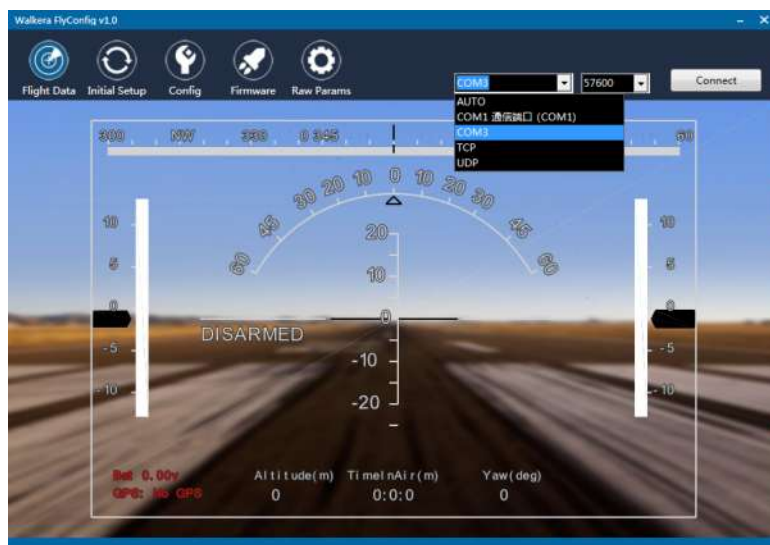 Walkera FlyConfig v1.0
Flight Data Initial Setup Config Firmware Raw Params
COM3 57600 Connect
AUTO
COM1 通信端口 (COM1)
COM3
TCP
UDP
300 NW 330 0 345 60
60 45 30 20 10 0 10 20 30 45 60
20
10
0
-10
-20
10
5
0
-5
-10
10
5
0
-5
-10
DISARMED
Bat 0.00v
GPS: No GPS
Altitude(m) TimeInAir(m) Yaw(deg)
0 0:0:0 0